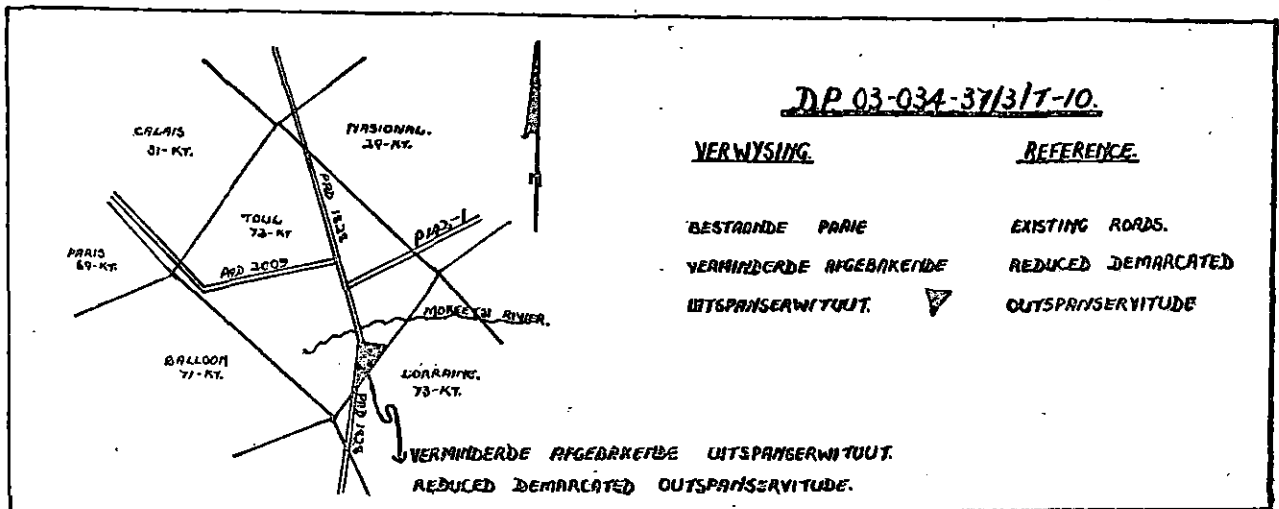 DP 03-034-37/3/T-10.
VERWYSING.
REFERENCE.
BESTAANDE PAAIE
EXISTING ROADS.
VERMINDERDE AFGEBAKENDE
REDUCED DEMARCATED
UITSPANSERWITUUT.
OUTSPANSERVITUDE
CALAIS
31-KT.
NASIONAL.
29-KT.
TOUL
72-KT
PAD 1828
P142-1
PARIS
69-KT.
PAD 2009
MOREETSI RIVIER.
BALLOON
71-KT.
LORRAINE.
73-KT.
PAD 1828
VERMINDERDE AFGEBAKENDE UITSPANSERWITUUT.
REDUCED DEMARCATED OUTSPANSERVITUDE.